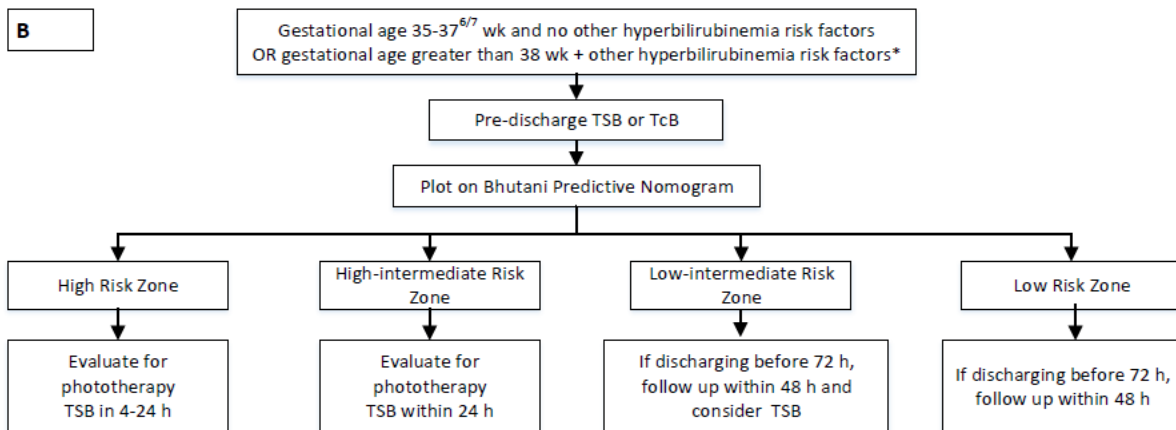 B
Gestational age 35-37^6/7 wk and no other hyperbilirubinemia risk factors
OR gestational age greater than 38 wk + other hyperbilirubinemia risk factors*
Pre-discharge TSB or TcB
Plot on Bhutani Predictive Nomogram
High Risk Zone
High-intermediate Risk
Zone
Low-intermediate Risk
Zone
Low Risk Zone
Evaluate for
phototherapy
TSB in 4-24 h
Evaluate for
phototherapy
TSB within 24 h
If discharging before 72 h,
follow up within 48 h and
consider TSB
If discharging before 72 h,
follow up within 48 h